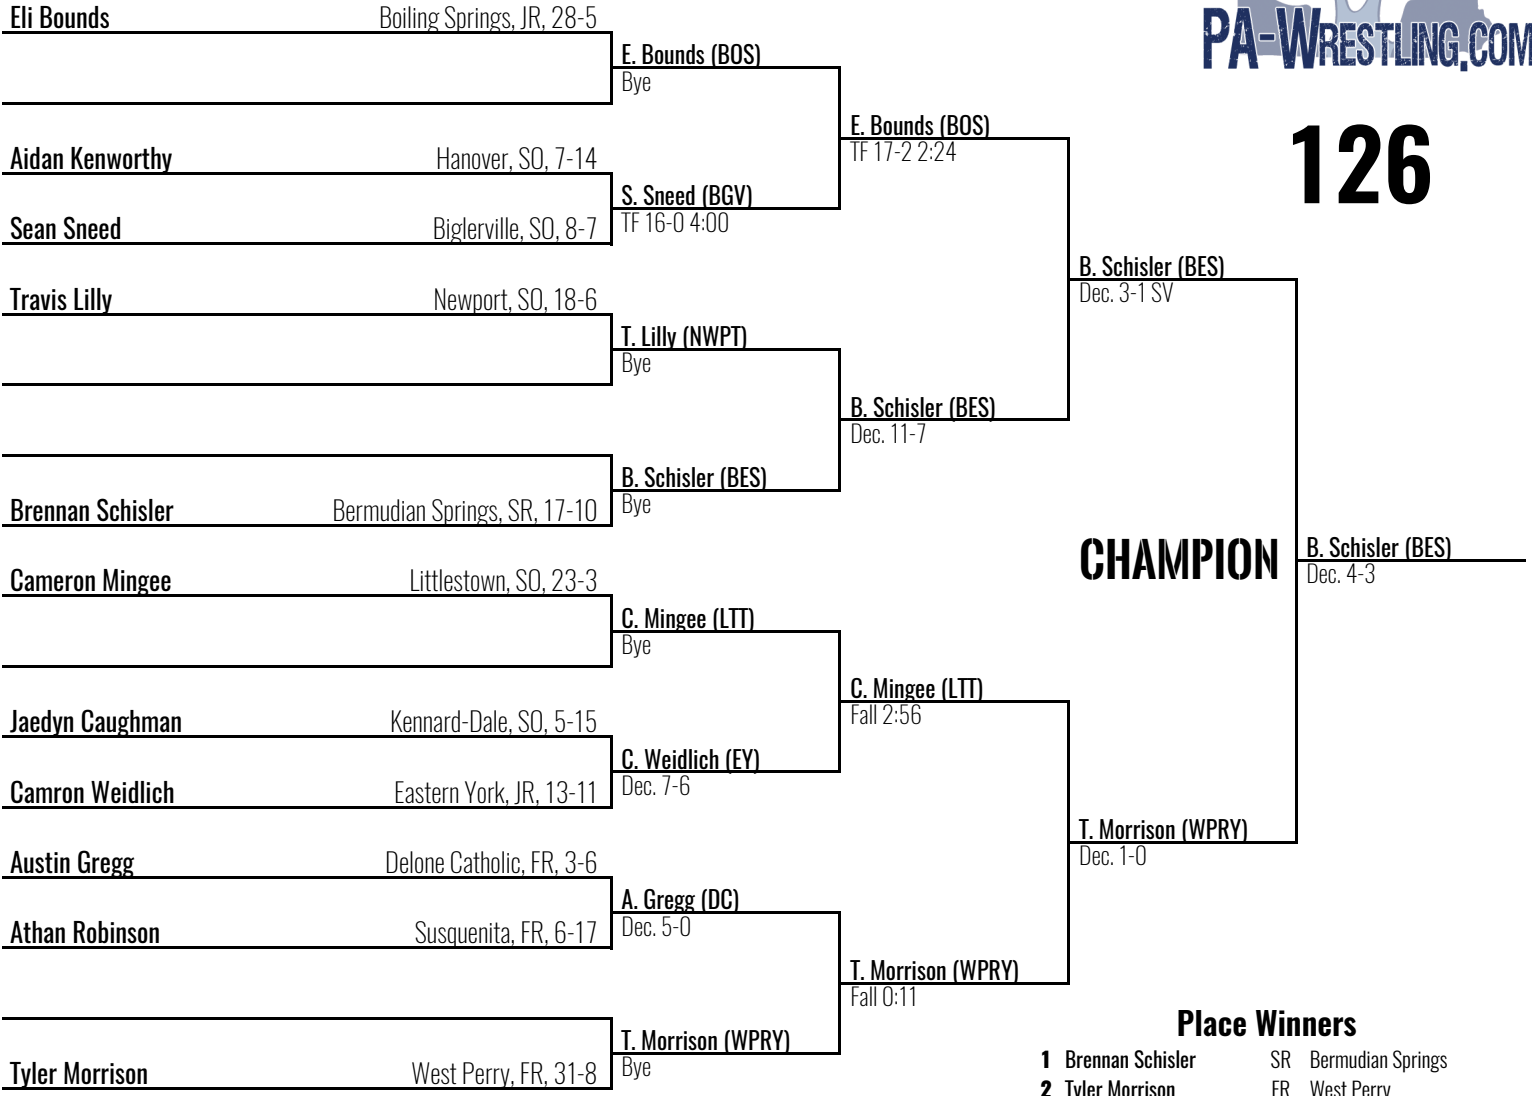 PA-WRESTLING.COM
126
Eli Bounds Boiling Springs, JR, 28-5
Aidan Kenworthy Hanover, SO, 7-14
Sean Sneed Biglerville, SO, 8-7
Travis Lilly Newport, SO, 18-6
Brennan Schisler Bermudian Springs, SR, 17-10
Cameron Mingee Littlestown, SO, 23-3
Jaedyn Caughman Kennard-Dale, SO, 5-15
Camron Weidlich Eastern York, JR, 13-11
Austin Gregg Delone Catholic, FR, 3-6
Athan Robinson Susquenita, FR, 6-17
Tyler Morrison West Perry, FR, 31-8
E. Bounds (BOS)
Bye
S. Sneed (BGV)
TF 16-0 4:00
T. Lilly (NWPT)
Bye
B. Schisler (BES)
Bye
C. Mingee (LTT)
Bye
C. Weidlich (EY)
Dec. 7-6
A. Gregg (DC)
Dec. 5-0
T. Morrison (WPRY)
Bye
E. Bounds (BOS)
TF 17-2 2:24
B. Schisler (BES)
Dec. 11-7
C. Mingee (LTT)
Fall 2:56
T. Morrison (WPRY)
Fall 0:11
B. Schisler (BES)
Dec. 3-1 SV
T. Morrison (WPRY)
Dec. 1-0
CHAMPION
B. Schisler (BES)
Dec. 4-3
Place Winners
1 Brennan Schisler SR Bermudian Springs
2 Tyler Morrison FR West Perry